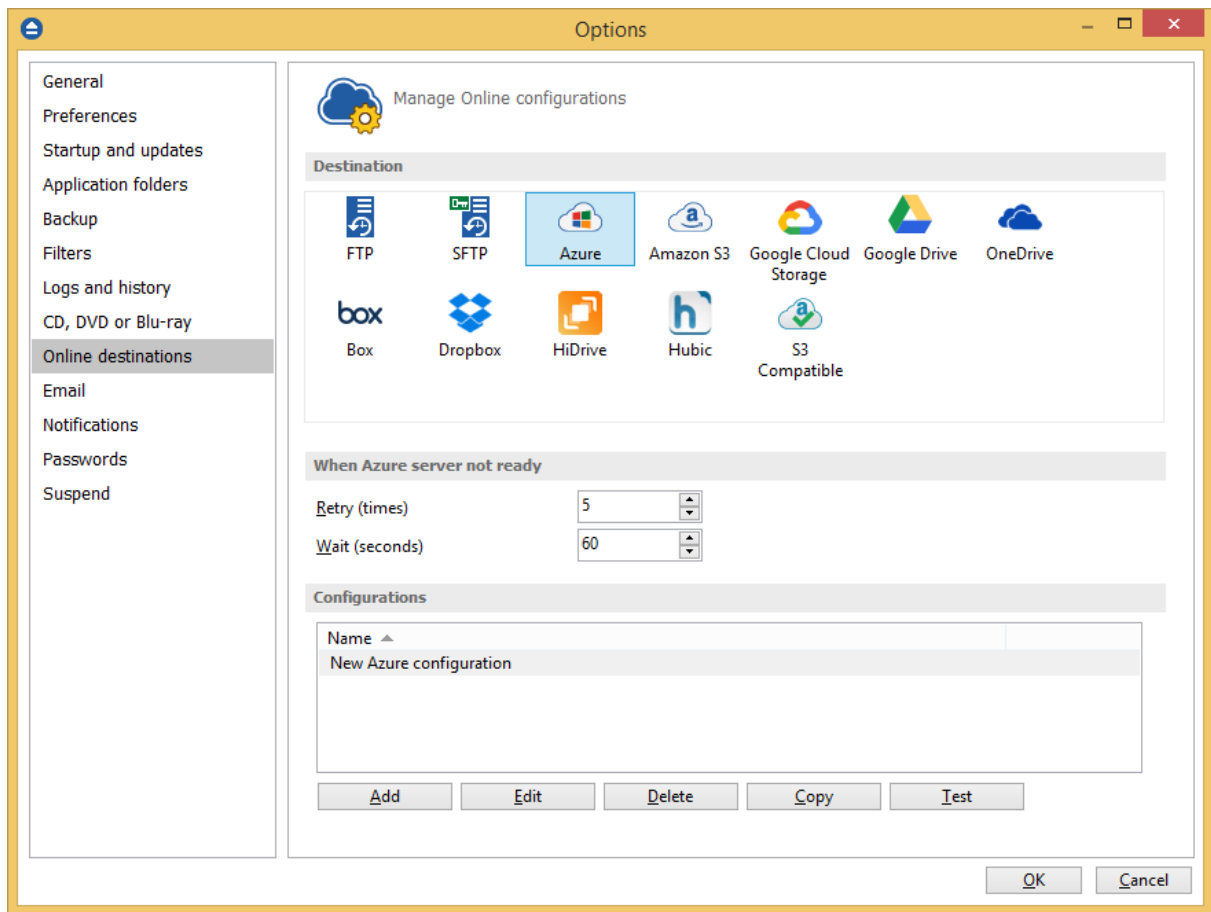 Options
General
Preferences
Startup and updates
Application folders
Backup
Filters
Logs and history
CD, DVD or Blu-ray
Online destinations
Email
Notifications
Passwords
Suspend
Manage Online configurations
Destination
FTP SFTP Azure Amazon S3 Google Cloud Storage Google Drive OneDrive
box
Box Dropbox HiDrive Hubic S3 Compatible
When Azure server not ready
Retry (times) 5
Wait (seconds) 60
Configurations
Name
New Azure configuration
Add Edit Delete Copy Test
OK Cancel